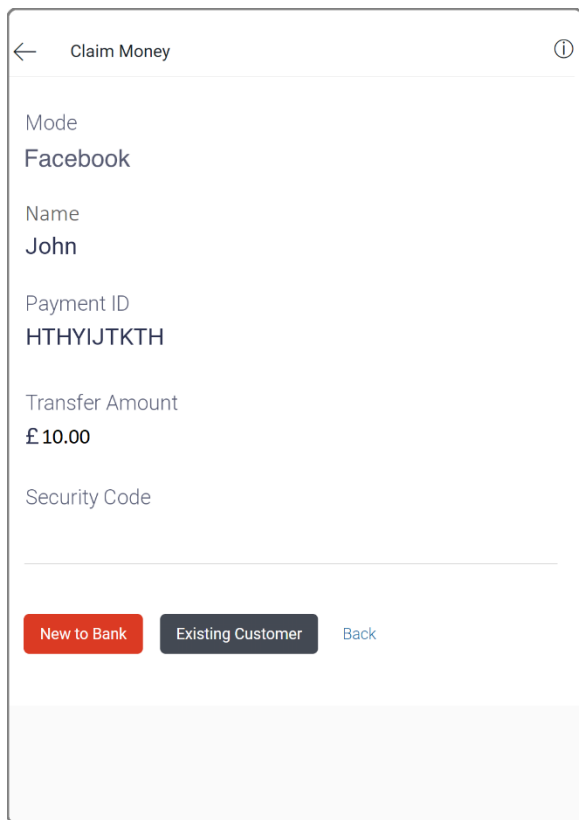 Claim Money
Mode
Facebook
Name
John
Payment ID
HTHYIJTKTH
Transfer Amount
£10.00
Security Code
New to Bank Existing Customer Back